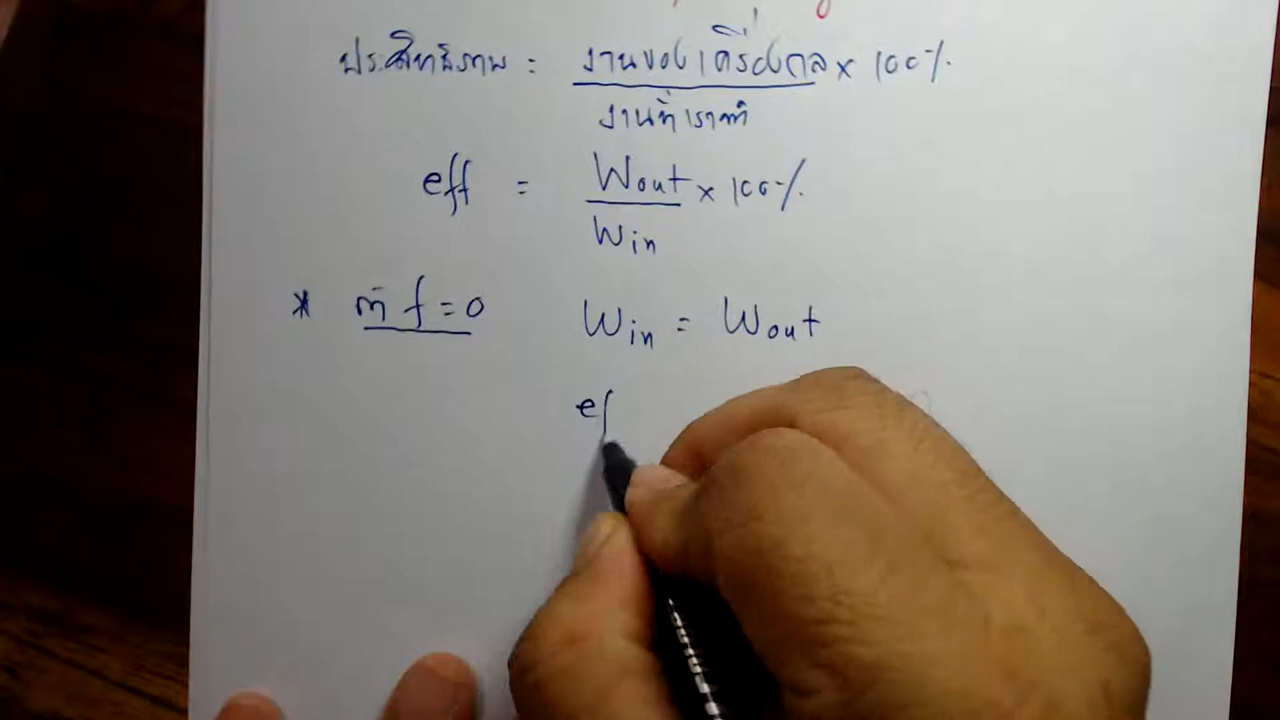 ประสิทธิภาพ = งานของเครื่องกล × 100%
งานที่เราทำ
eff = Wout × 100%
Win
* ถ้า f = 0 Win = Wout
ef